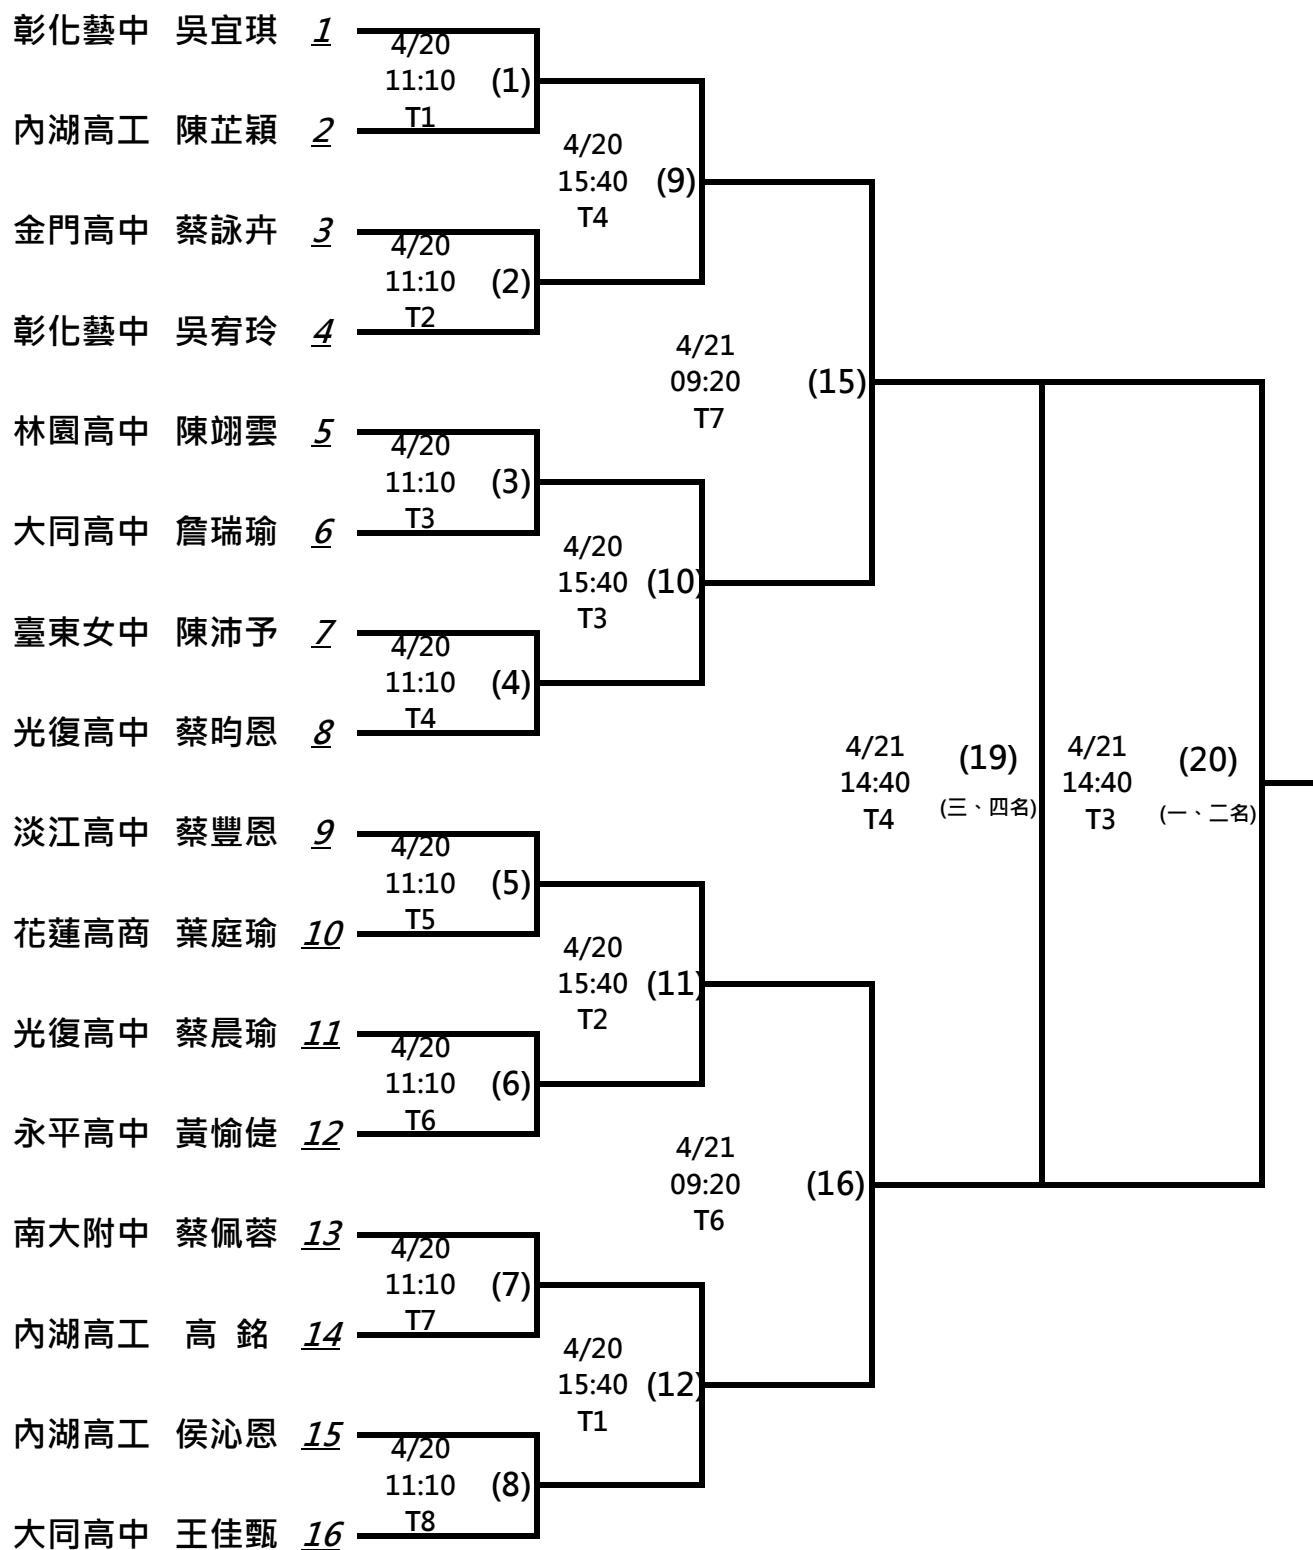 彰化藝中 吳宜琪 1
4/20
11:10 (1)
T1
內湖高工 陳芷穎 2
4/20
15:40 (9)
T4
金門高中 蔡詠卉 3
4/20
11:10 (2)
T2
彰化藝中 吳宥玲 4
4/21
09:20 (15)
T7
林園高中 陳翊雲 5
4/20
11:10 (3)
T3
大同高中 詹瑞瑜 6
4/20
15:40 (10)
T3
臺東女中 陳沛予 7
4/20
11:10 (4)
T4
光復高中 蔡昀恩 8
4/21
14:40 (19)
T4 (三、四名)
4/21
14:40 (20)
T3 (一、二名)
淡江高中 蔡豐恩 9
4/20
11:10 (5)
T5
花蓮高商 葉庭瑜 10
4/20
15:40 (11)
T2
光復高中 蔡晨瑜 11
4/20
11:10 (6)
T6
永平高中 黃愉偼 12
4/21
09:20 (16)
T6
南大附中 蔡佩蓉 13
4/20
11:10 (7)
T7
內湖高工 高 銘 14
4/20
15:40 (12)
T1
內湖高工 侯沁恩 15
4/20
11:10 (8)
T8
大同高中 王佳甄 16